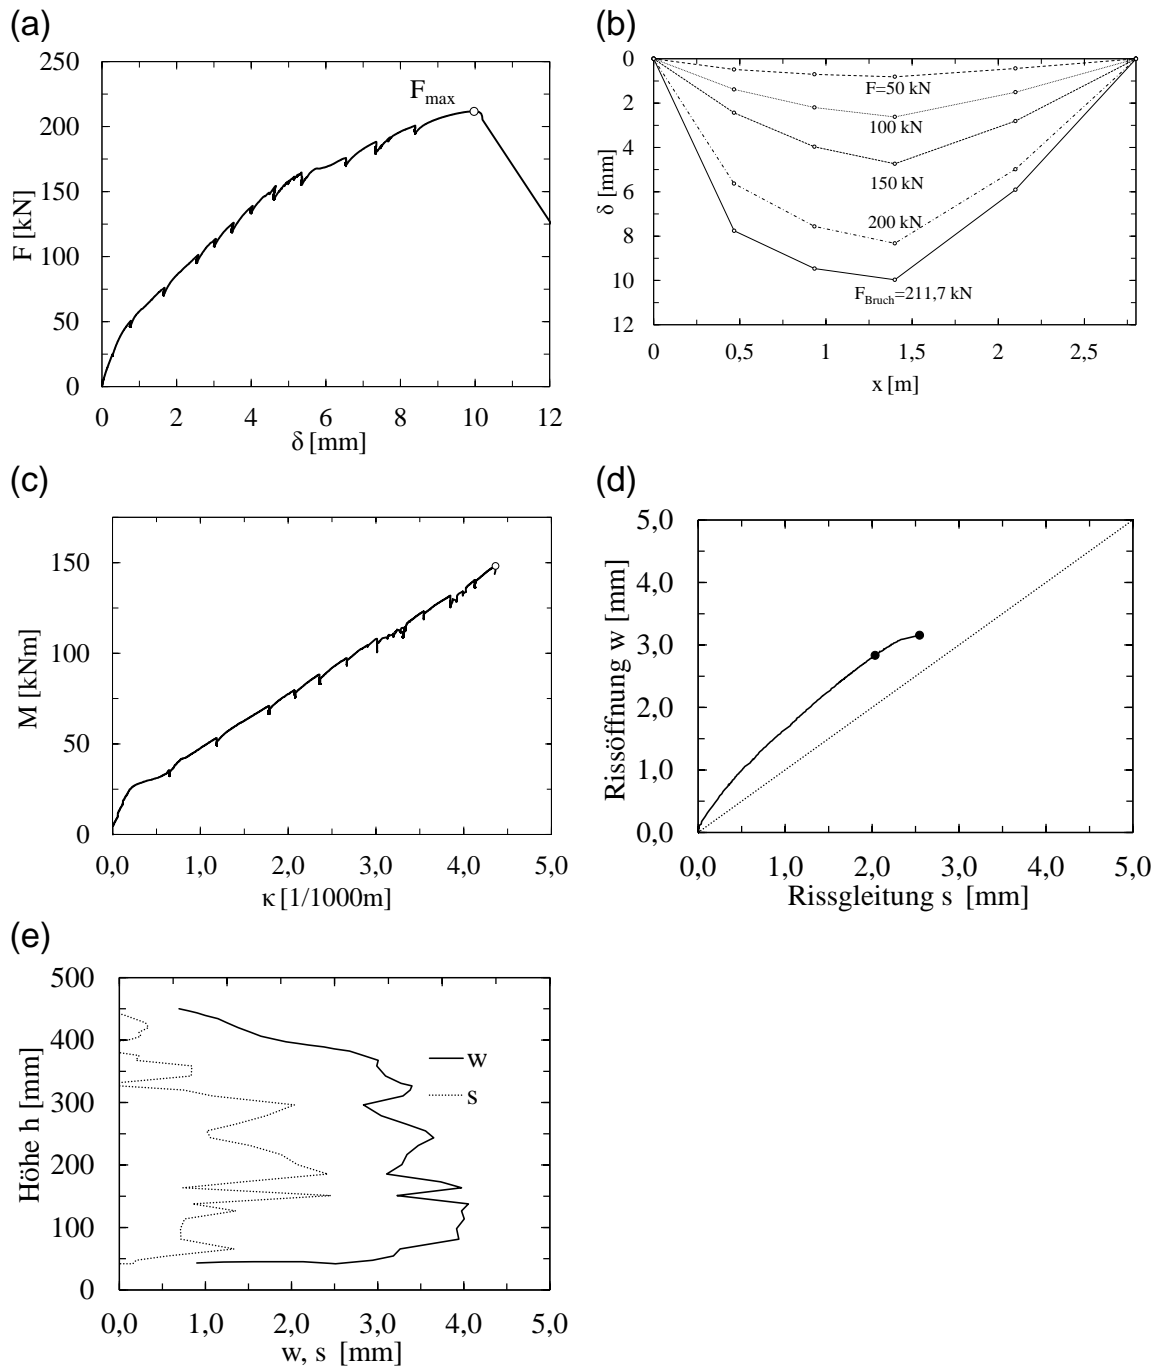 (a)
250
200
150
100
50
0
F [kN]
F_max
0 2 4 6 8 10 12
δ [mm]
(b)
0
2
4
6
8
10
12
δ [mm]
F=50 kN
100 kN
150 kN
200 kN
F_Bruch=211,7 kN
0 0,5 1 1,5 2 2,5
x [m]
(c)
150
100
50
0
M [kNm]
0,0 1,0 2,0 3,0 4,0 5,0
κ [1/1000m]
(d)
5,0
4,0
3,0
2,0
1,0
0,0
Rissöffnung w [mm]
0,0 1,0 2,0 3,0 4,0 5,0
Rissgleitung s [mm]
(e)
500
400
300
200
100
0
Höhe h [mm]
w
s
0,0 1,0 2,0 3,0 4,0 5,0
w, s [mm]